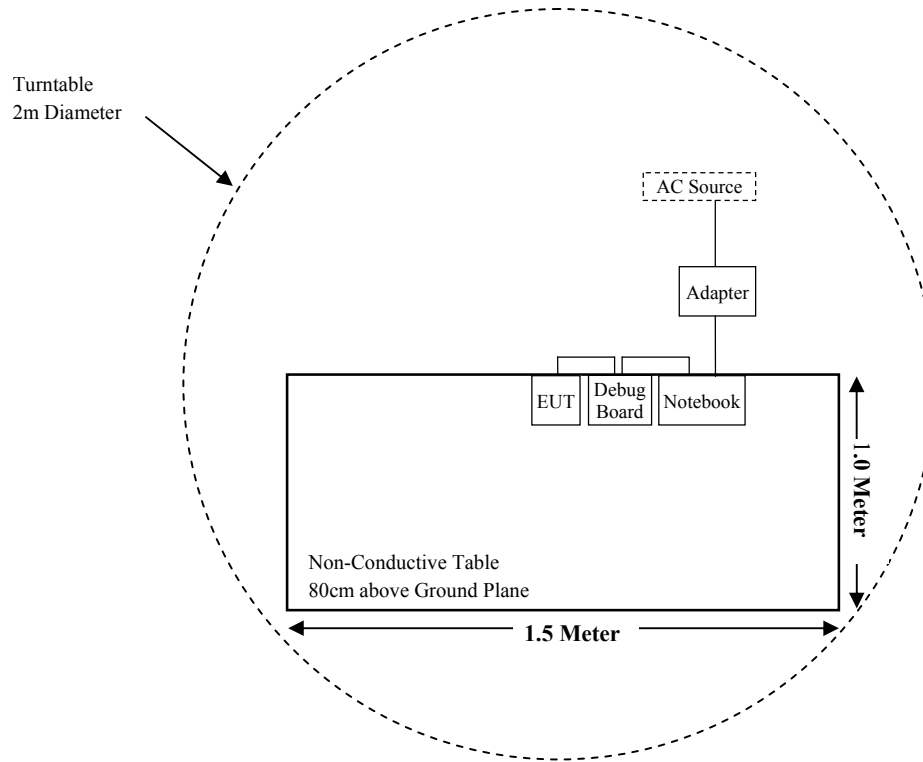 Turntable
2m Diameter
AC Source
Adapter
EUT
Debug
Board
Notebook
1.0 Meter
Non-Conductive Table
80cm above Ground Plane
1.5 Meter